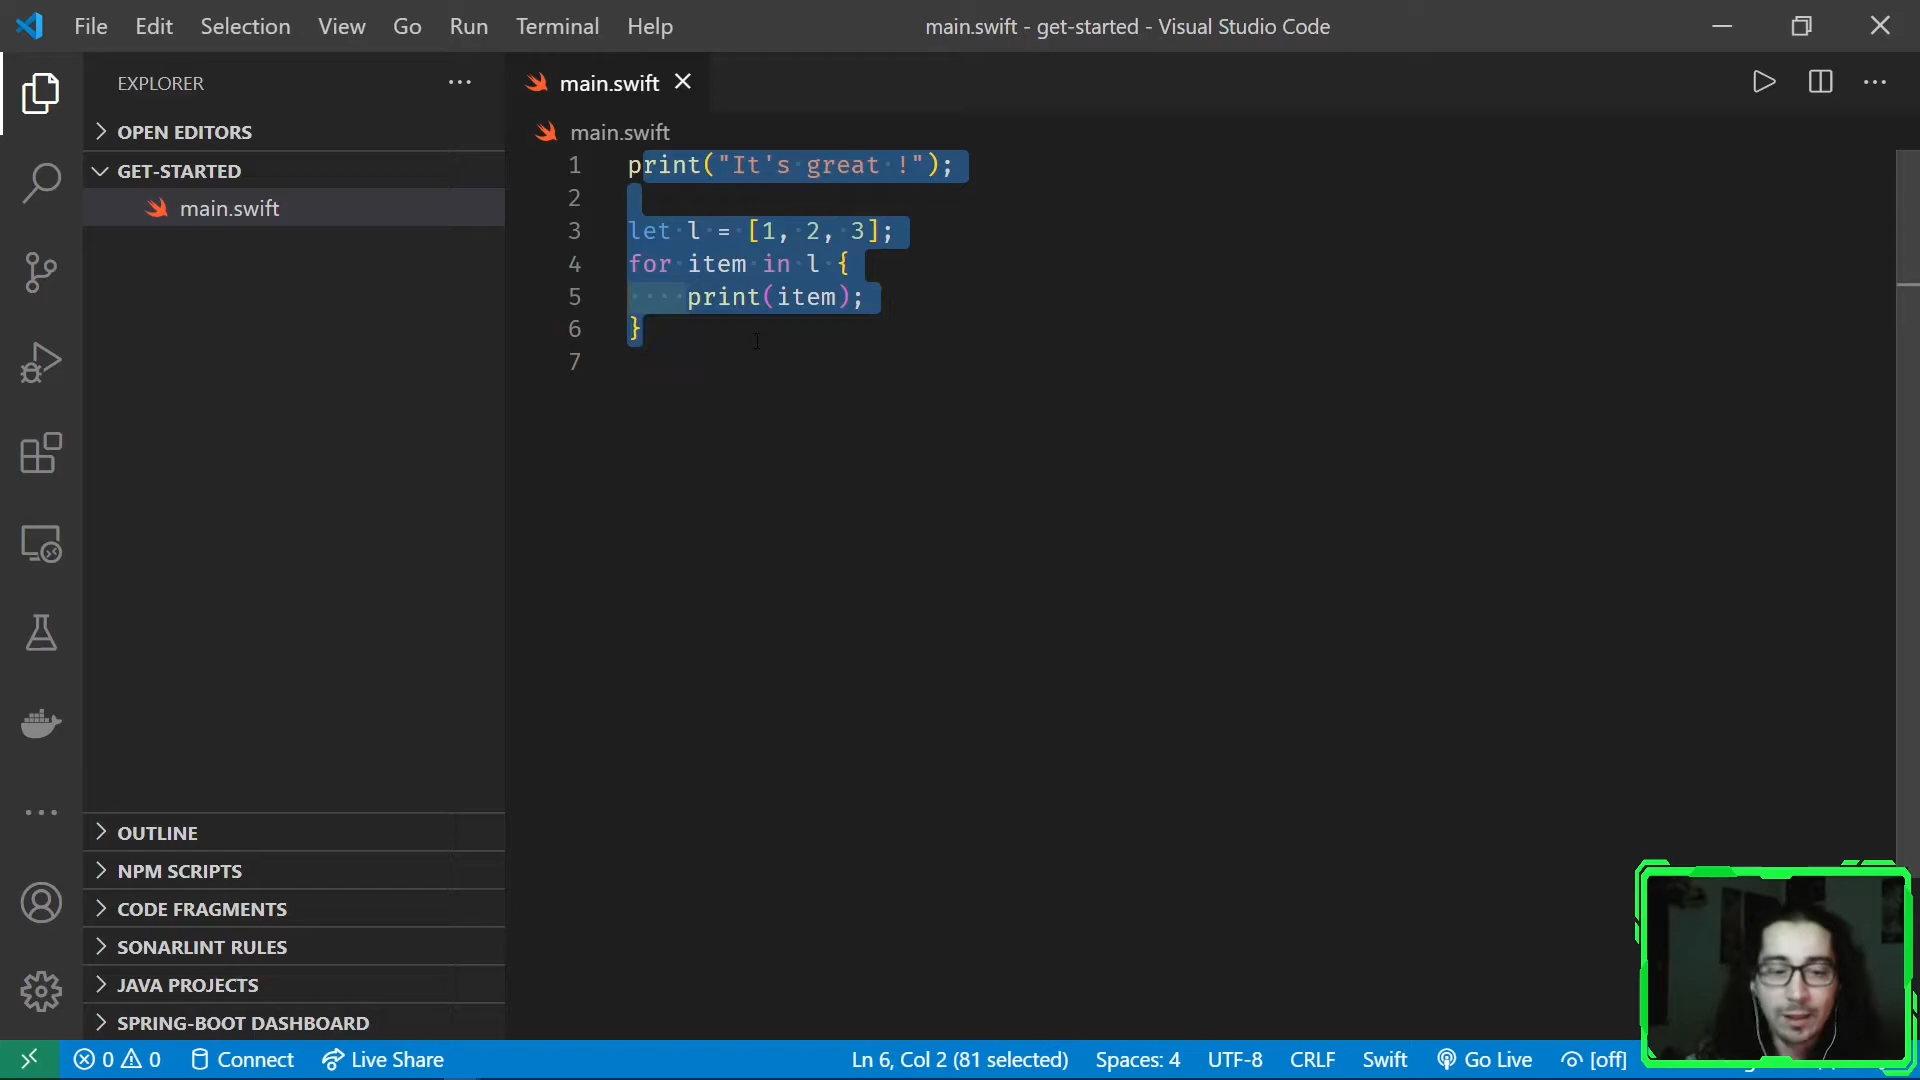 File Edit Selection View Go Run Terminal Help main.swift - get-started - Visual Studio Code
EXPLORER
OPEN EDITORS
GET-STARTED
main.swift
OUTLINE
NPM SCRIPTS
CODE FRAGMENTS
SONARLINT RULES
JAVA PROJECTS
SPRING-BOOT DASHBOARD
main.swift
main.swift
1 print("It's great !");
2
3 let l = [1, 2, 3];
4 for item in l {
5 print(item);
6 }
7
0 0 Connect Live Share Ln 6, Col 2 (81 selected) Spaces: 4 UTF-8 CRLF Swift Go Live [off]